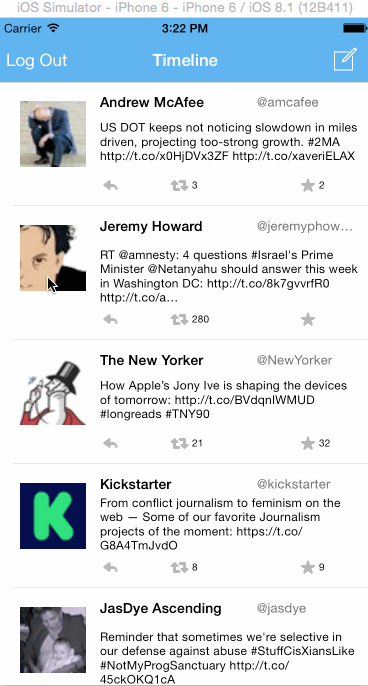 iOS Simulator - iPhone 6 - iPhone 6 / iOS 8.1 (12B411)
Carrier 3:22 PM
Log Out Timeline
Andrew McAfee @amcafee
US DOT keeps not noticing slowdown in miles
driven, projecting too-strong growth. #2MA
http://t.co/x0HjDVx3ZF http://t.co/xaveriELAX
3 2
Jeremy Howard @jeremyphow…
RT @amnesty: 4 questions #Israel's Prime
Minister @Netanyahu should answer this week
in Washington DC: http://t.co/8k7gvvrfR0
http://t.co/a…
280
The New Yorker @NewYorker
How Apple's Jony Ive is shaping the devices
of tomorrow: http://t.co/BVdqnIWMUD
#longreads #TNY90
21 32
Kickstarter @kickstarter
From conflict journalism to feminism on the
web — Some of our favorite Journalism
projects of the moment: https://t.co/
G8A4TmJvdO
8 9
JasDye Ascending @jasdye
Reminder that sometimes we're selective in
our defense against abuse #StuffCisXiansLike
#NotMyProgSanctuary http://t.co/
45ckOKQ1cA